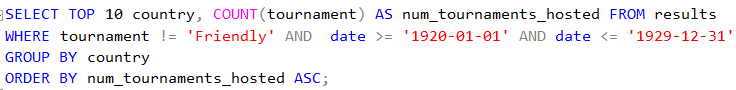 SELECT TOP 10 country, COUNT(tournament) AS num_tournaments_hosted FROM results
WHERE tournament != 'Friendly' AND  date >= '1920-01-01' AND date <= '1929-12-31'
GROUP BY country
ORDER BY num_tournaments_hosted ASC;